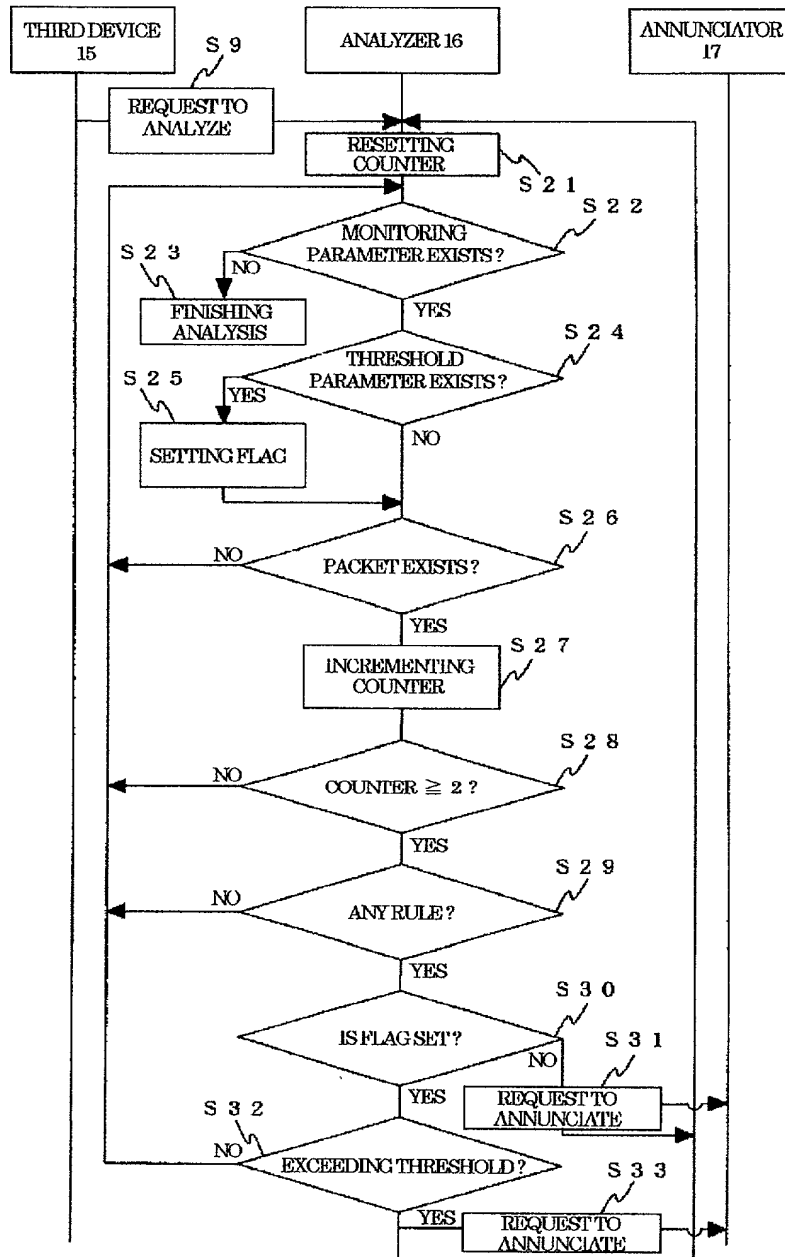 THIRD DEVICE
15
ANALYZER 16
ANNUNCIATOR
17
S 9
REQUEST TO
ANALYZE
RESETTING
COUNTER
S 2 1
S 2 2
MONITORING
PARAMETER EXISTS ?
NO
YES
S 2 3
FINISHING
ANALYSIS
S 2 4
THRESHOLD
PARAMETER EXISTS ?
S 2 5
YES
NO
SETTING FLAG
S 2 6
PACKET EXISTS ?
NO
YES
S 2 7
INCREMENTING
COUNTER
S 2 8
COUNTER ≧ 2 ?
NO
YES
S 2 9
ANY RULE ?
NO
YES
S 3 0
IS FLAG SET ?
NO
YES
S 3 1
REQUEST TO
ANNUNCIATE
S 3 2
EXCEEDING THRESHOLD ?
NO
YES
S 3 3
REQUEST TO
ANNUNCIATE